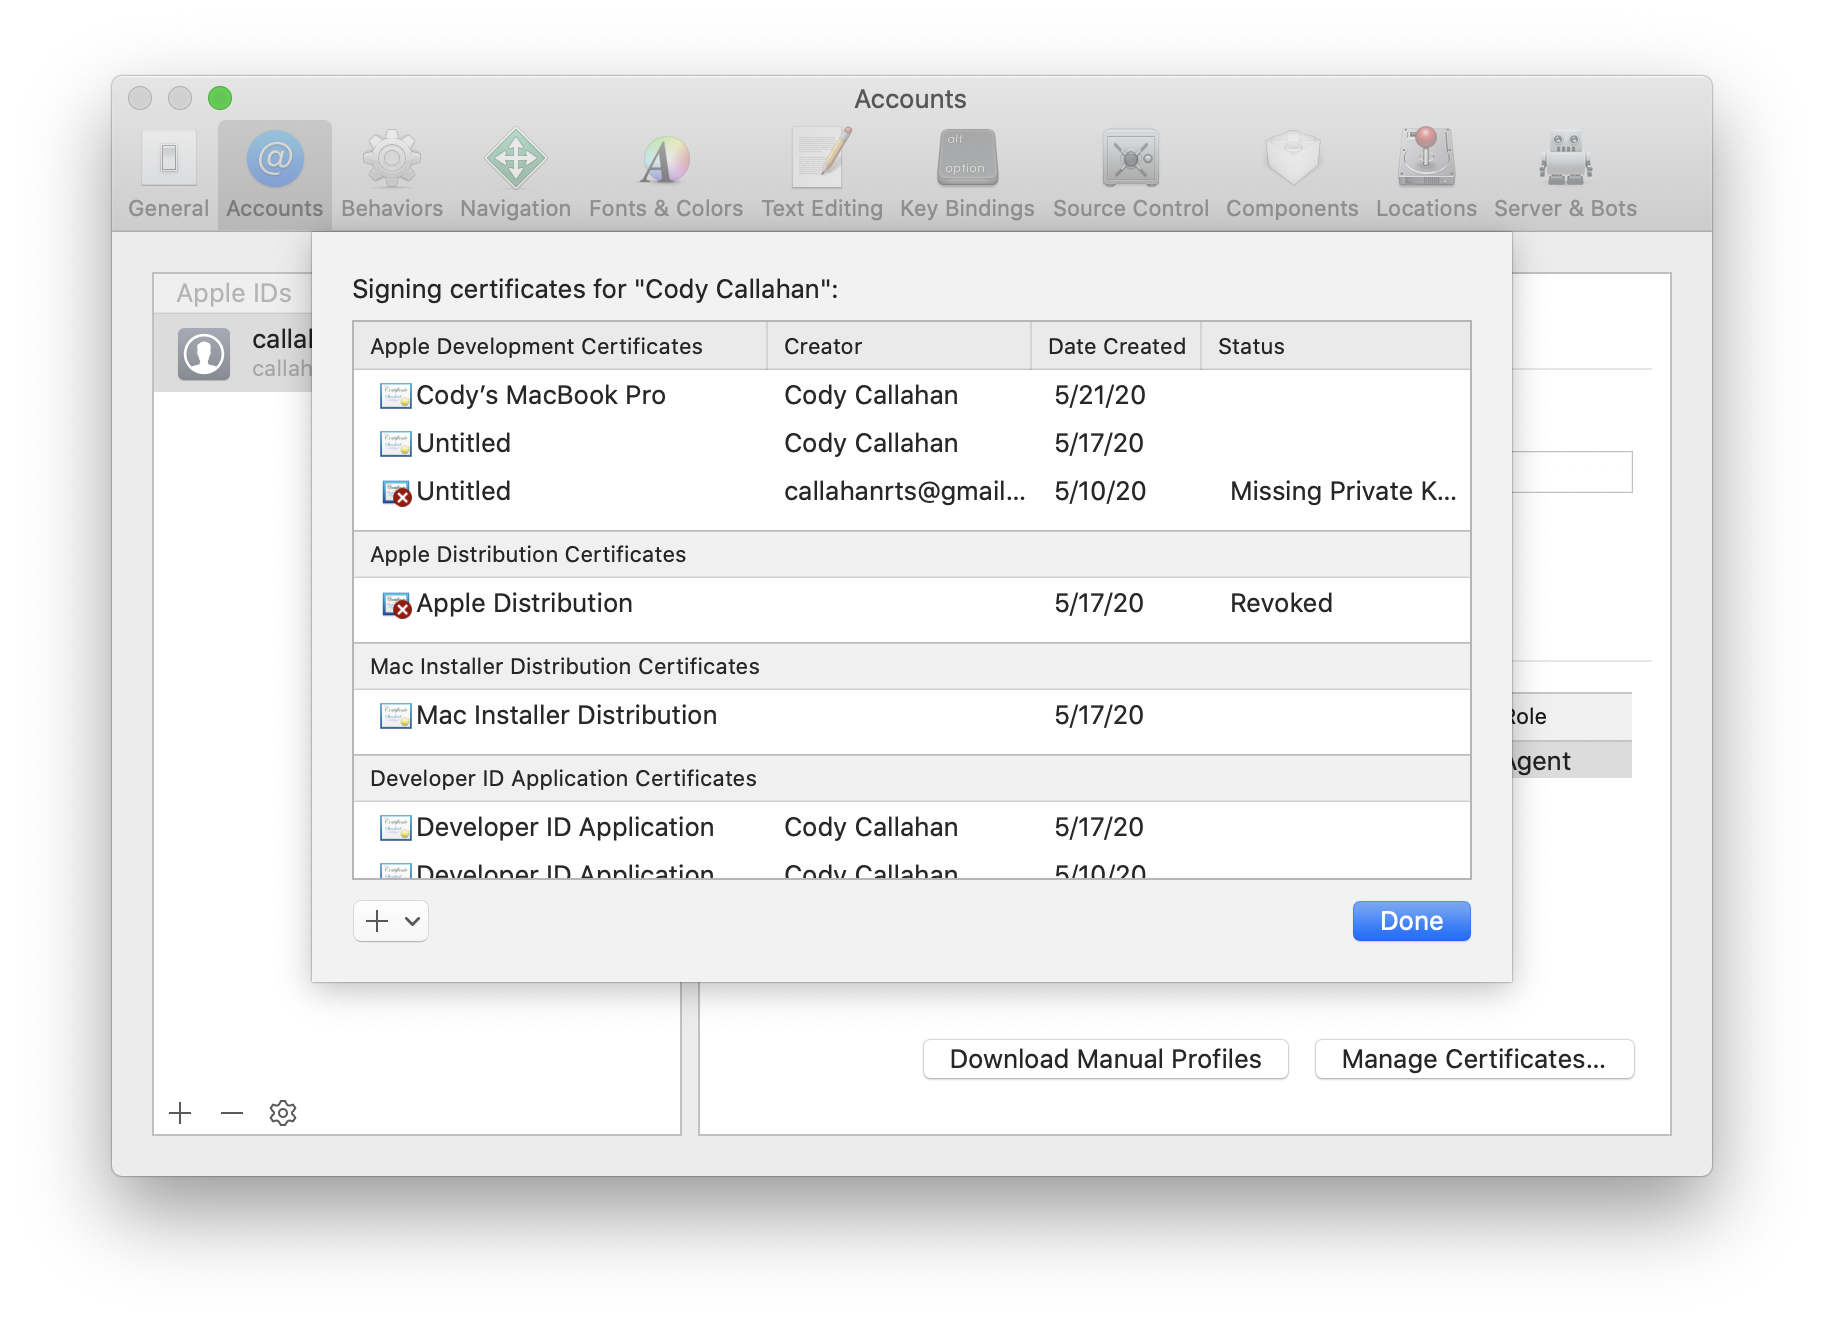 Accounts
General
Accounts
Behaviors
Navigation
Fonts & Colors
Text Editing
alt
option
Key Bindings
Source Control
Components
Locations
Server & Bots
Apple IDs
callah
callah
Signing certificates for "Cody Callahan":
Apple Development Certificates Creator Date Created Status
Cody’s MacBook Pro Cody Callahan 5/21/20
Untitled Cody Callahan 5/17/20
Untitled callahanrts@gmail... 5/10/20 Missing Private K...
Apple Distribution Certificates
Apple Distribution 5/17/20 Revoked
Mac Installer Distribution Certificates
Mac Installer Distribution 5/17/20
Developer ID Application Certificates
Developer ID Application Cody Callahan 5/17/20
Developer ID Application Cody Callahan 5/10/20
Done
Role
Agent
Download Manual Profiles Manage Certificates...